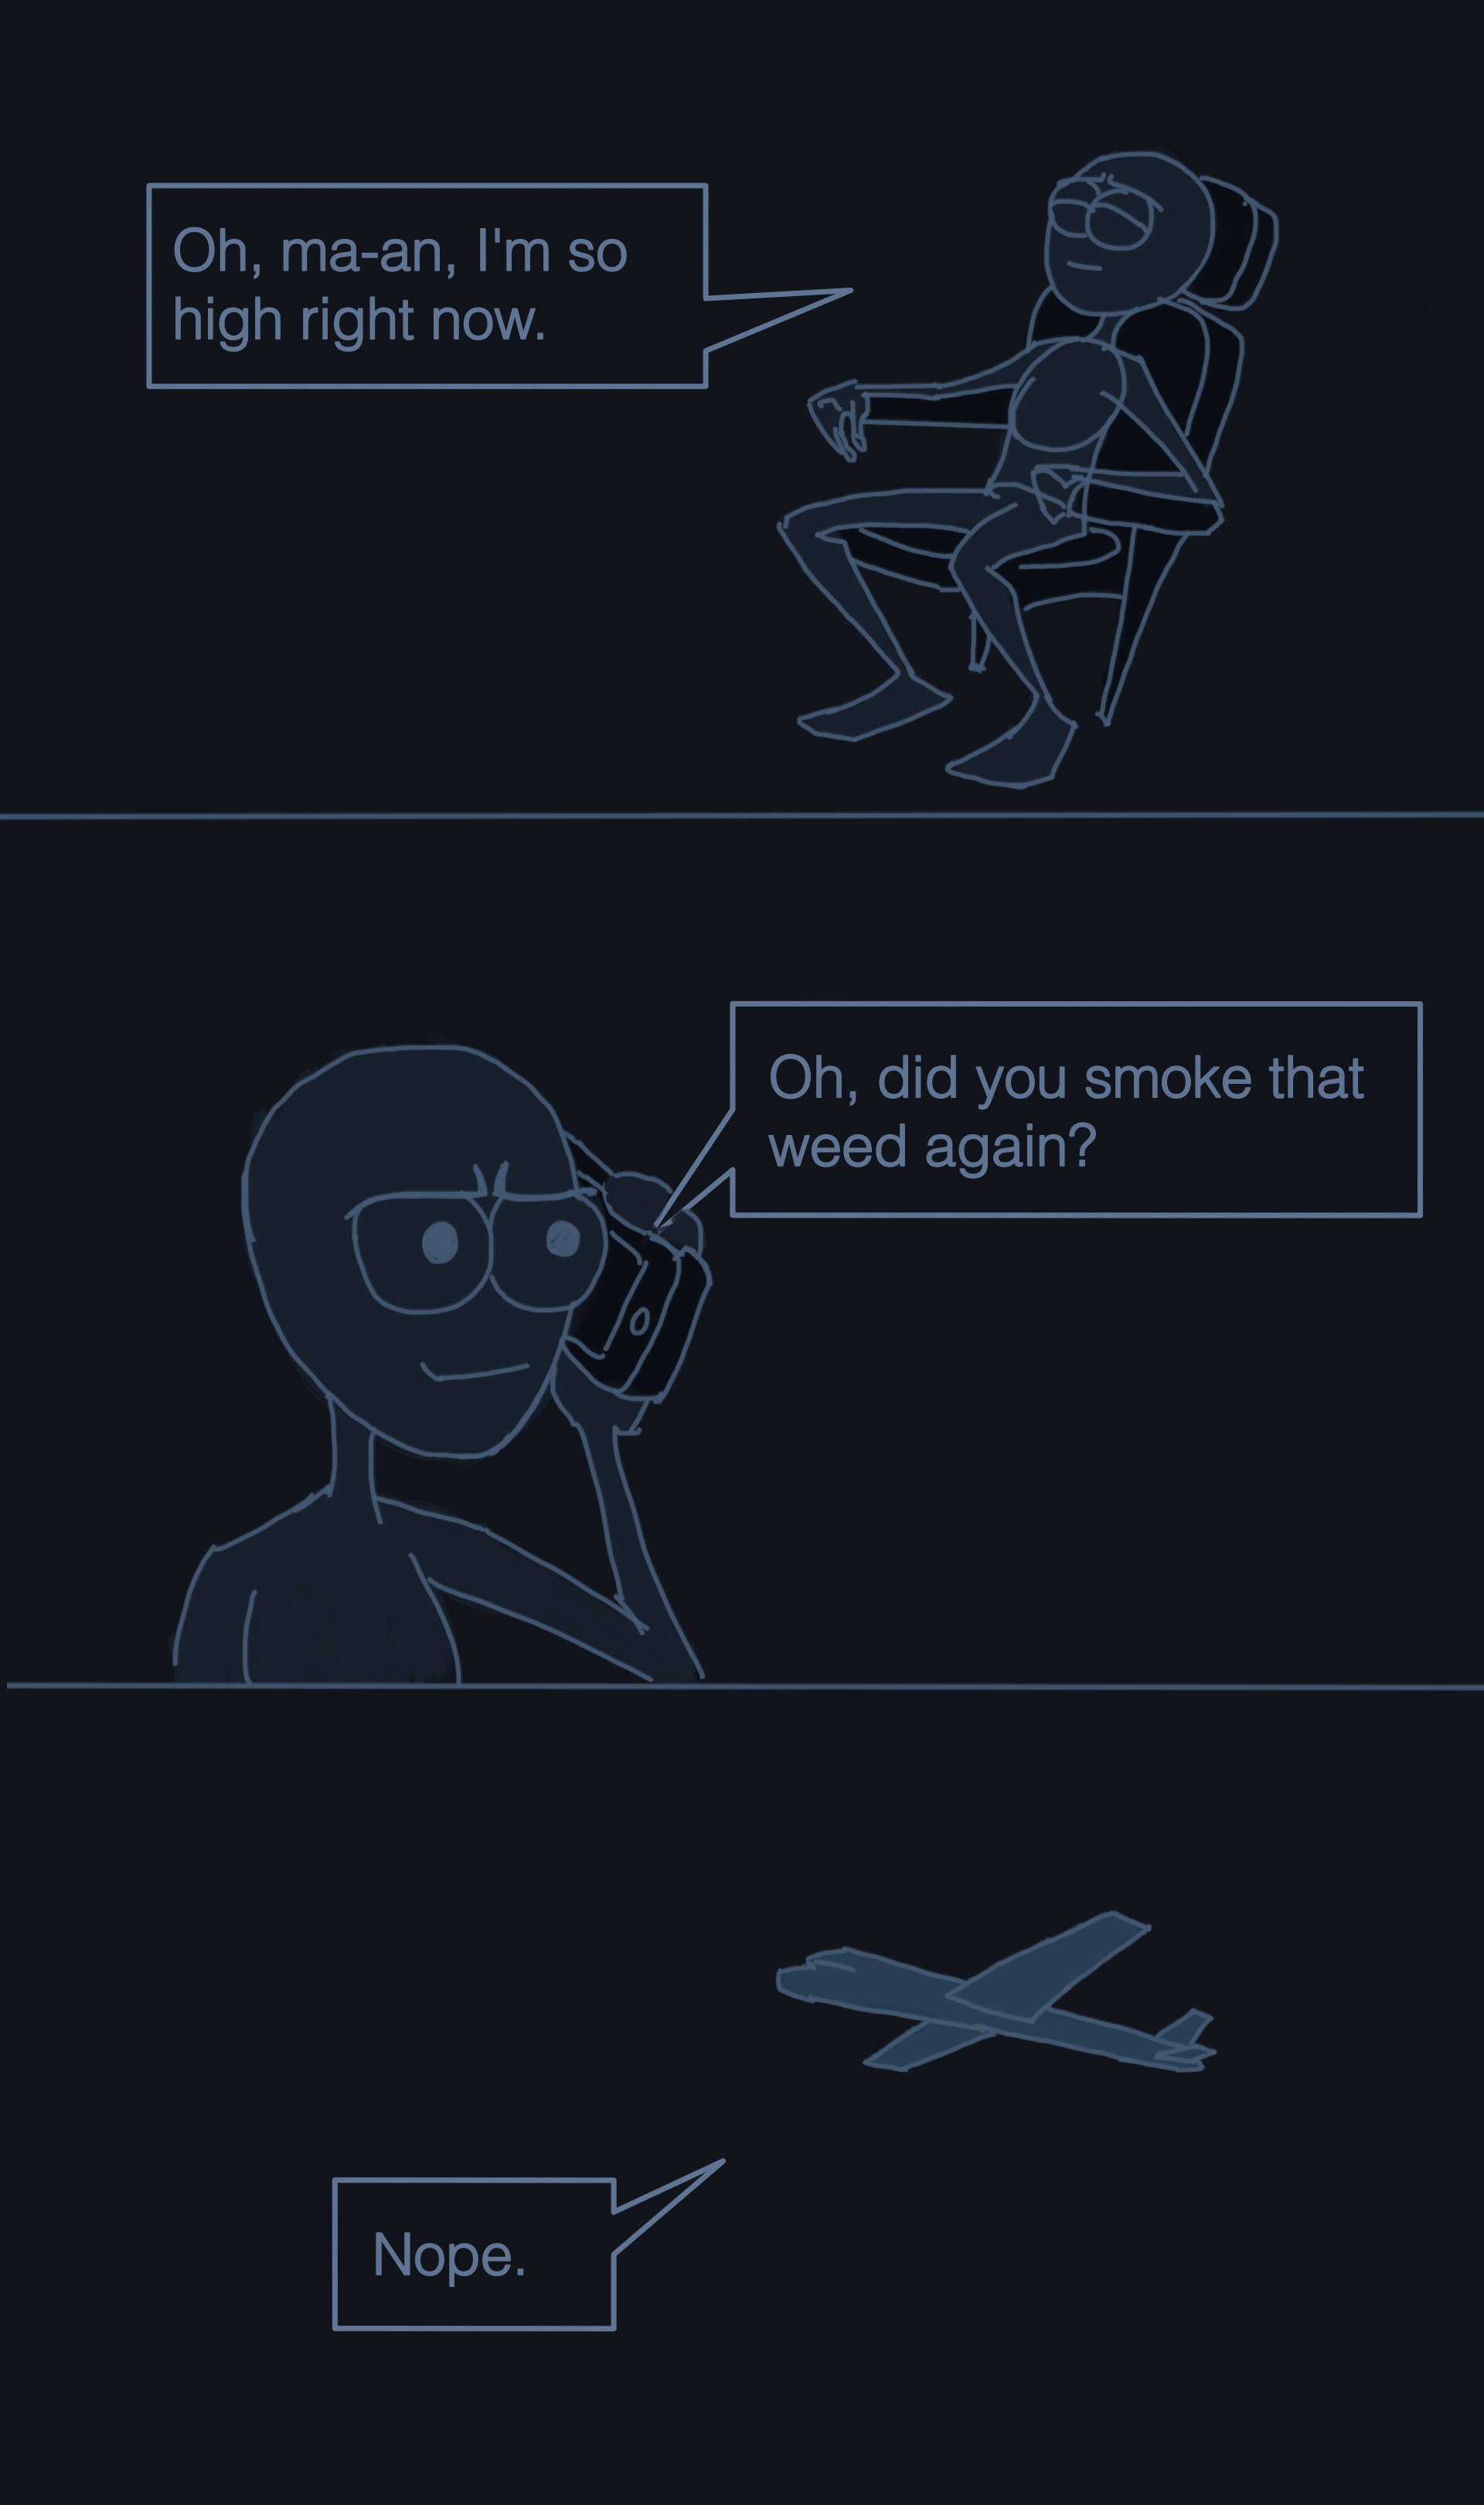 Oh, ma-an, I'm so
high right now.
Oh, did you smoke that
weed again?
Nope.